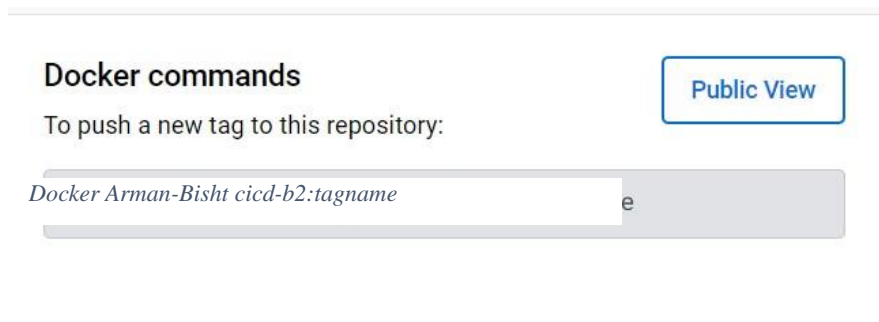 Docker commands
Public View
To push a new tag to this repository:
Docker Arman-Bisht cicd-b2:tagname
e